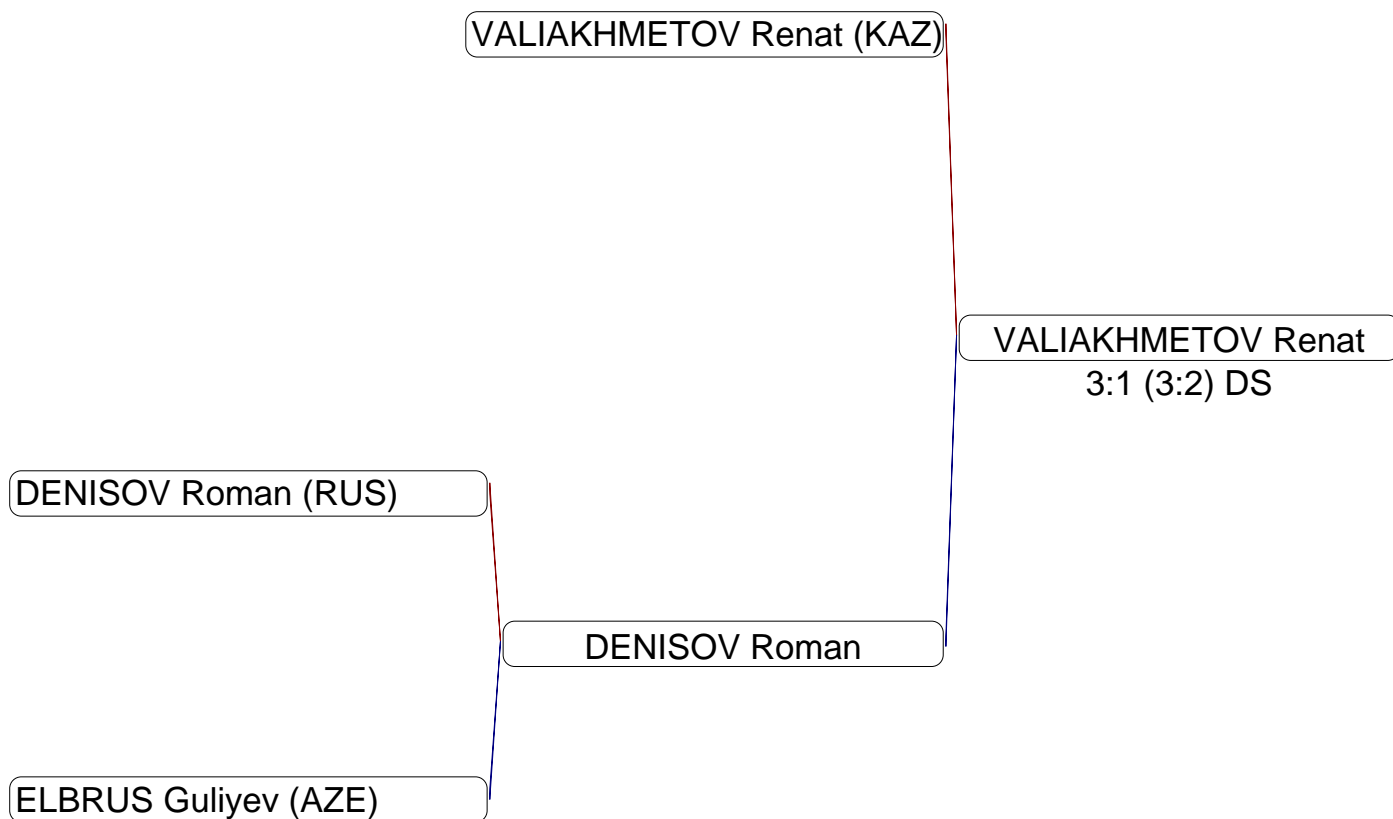 VALIAKHMETOV Renat (KAZ)
VALIAKHMETOV Renat
3:1 (3:2) DS
DENISOV Roman (RUS)
DENISOV Roman
ELBRUS Guliyev (AZE)